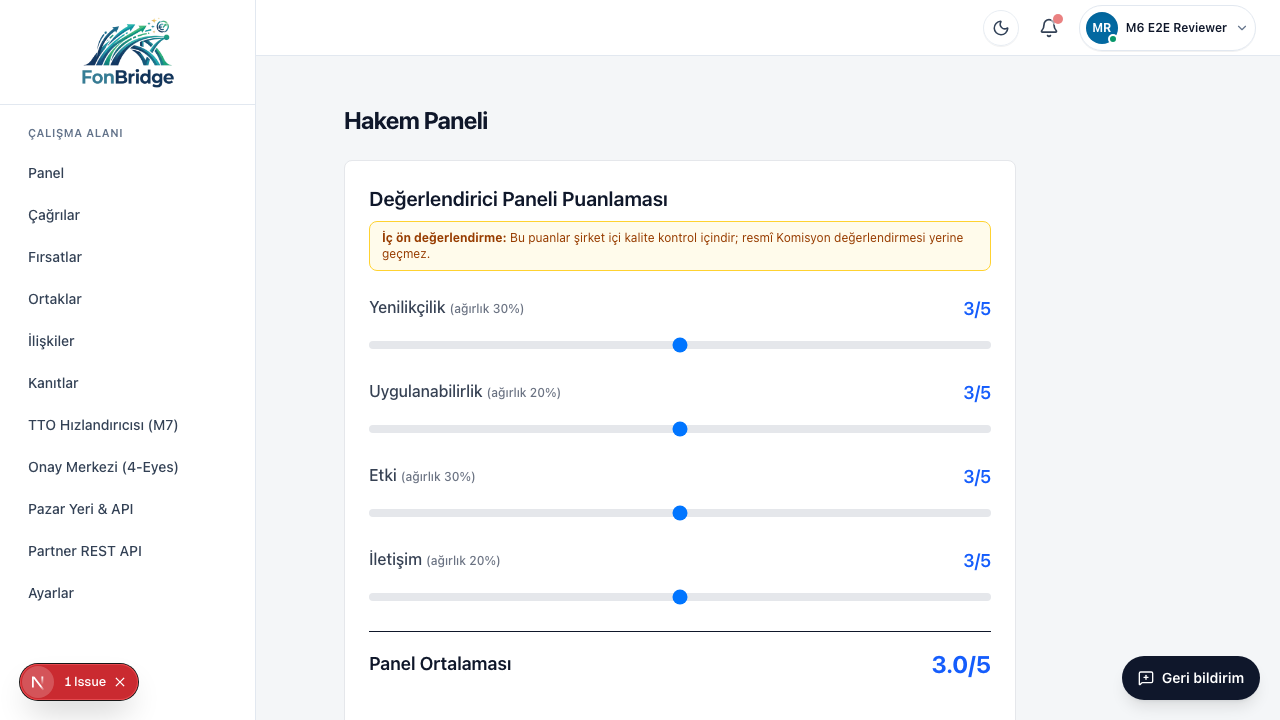 FonBridge
MR
M6 E2E Reviewer
ÇALIŞMA ALANI
Panel
Çağrılar
Fırsatlar
Ortaklar
İlişkiler
Kanıtlar
TTO Hızlandırıcısı (M7)
Onay Merkezi (4-Eyes)
Pazar Yeri & API
Partner REST API
Ayarlar
N
1 Issue
Hakem Paneli
Değerlendirici Paneli Puanlaması
İç ön değerlendirme: Bu puanlar şirket içi kalite kontrol içindir; resmî Komisyon değerlendirmesi yerine
geçmez.
Yenilikçilik (ağırlık 30%)
3/5
Uygulanabilirlik (ağırlık 20%)
3/5
Etki (ağırlık 30%)
3/5
İletişim (ağırlık 20%)
3/5
Panel Ortalaması
3.0/5
Geri bildirim